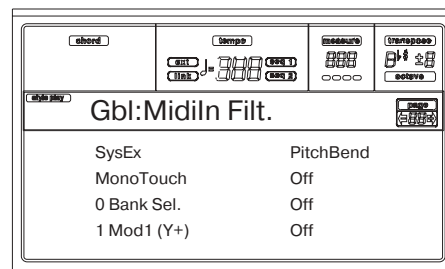 chord
tempo
measure
transpose
ext
seq 1
link
seq 2
octave
style play
page
Gbl:MidiIn Filt.
SysEx PitchBend
MonoTouch Off
0 Bank Sel. Off
1 Mod1 (Y+) Off